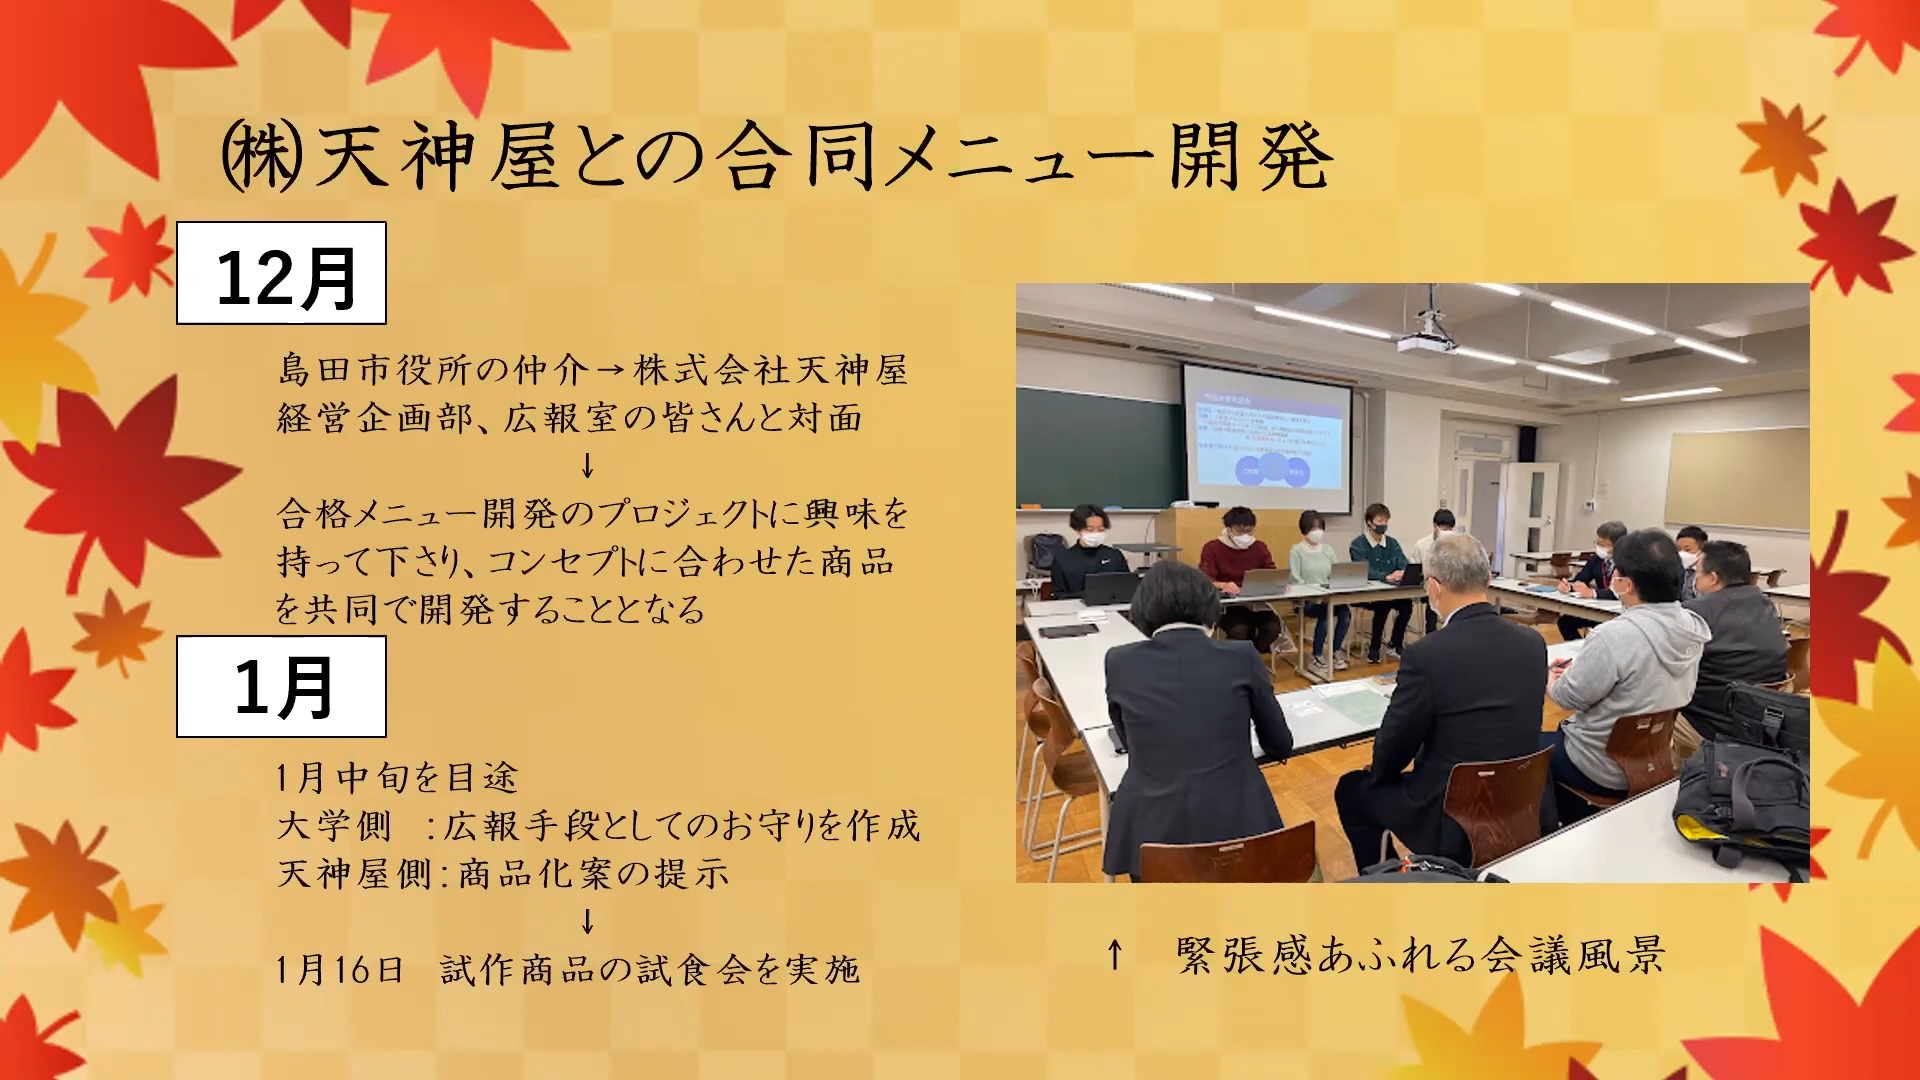 ㈱天神屋との合同メニュー開発
12月
島田市役所の仲介→株式会社天神屋
経営企画部、広報室の皆さんと対面
↓
合格メニュー開発のプロジェクトに興味を
持って下さり、コンセプトに合わせた商品
を共同で開発することとなる
1月
1月中旬を目途
大学側　:広報手段としてのお守りを作成
天神屋側:商品化案の提示
↓
1月16日　試作商品の試食会を実施
↑　緊張感あふれる会議風景